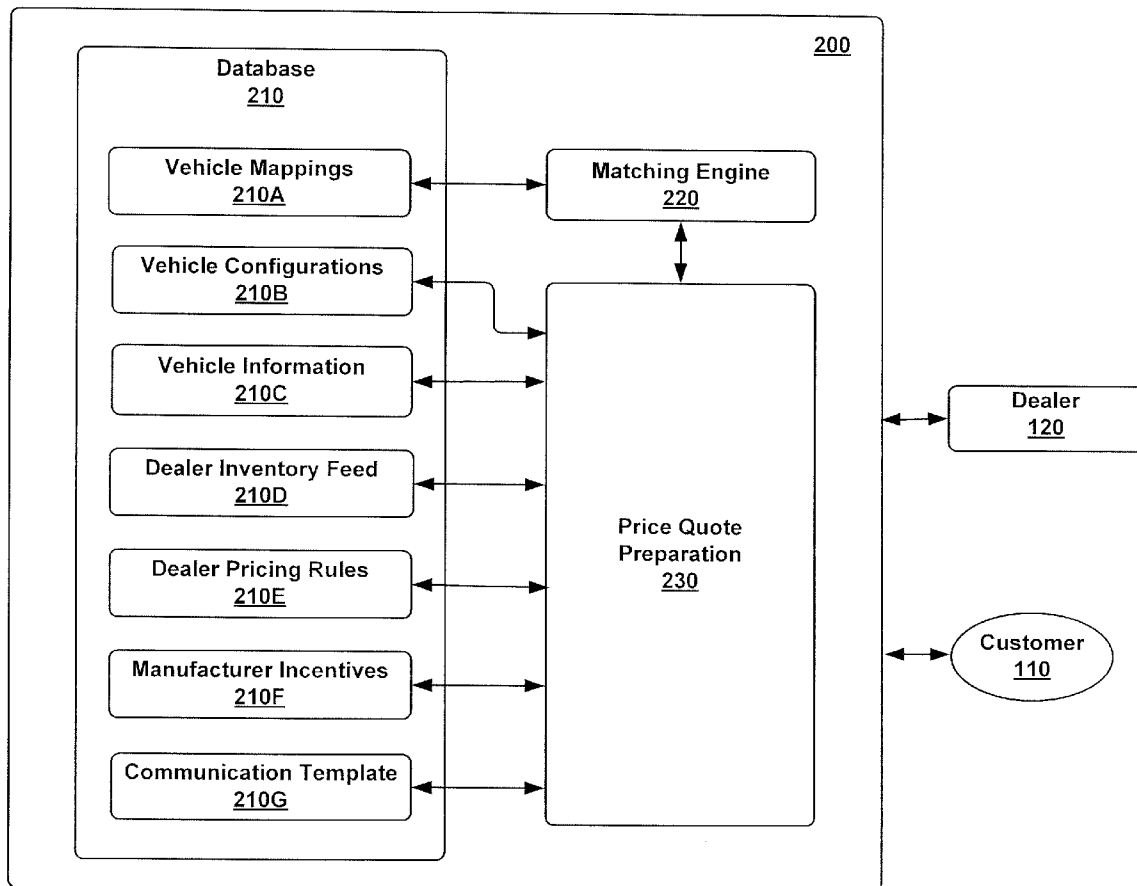 200
Database
210
Vehicle Mappings
210A
Matching Engine
220
Vehicle Configurations
210B
Vehicle Information
210C
Dealer Inventory Feed
210D
Dealer Pricing Rules
210E
Manufacturer Incentives
210F
Communication Template
210G
Price Quote
Preparation
230
Dealer
120
Customer
110